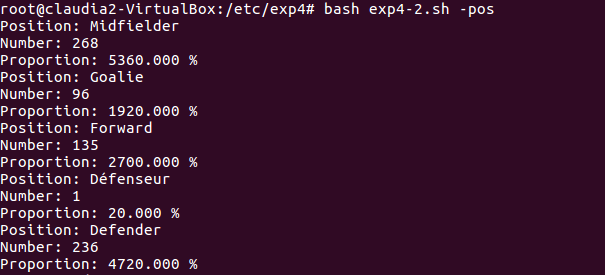 root@claudia2-VirtualBox:/etc/exp4# bash exp4-2.sh -pos
Position: Midfielder
Number: 268
Proportion: 5360.000 %
Position: Goalie
Number: 96
Proportion: 1920.000 %
Position: Forward
Number: 135
Proportion: 2700.000 %
Position: Défenseur
Number: 1
Proportion: 20.000 %
Position: Defender
Number: 236
Proportion: 4720.000 %